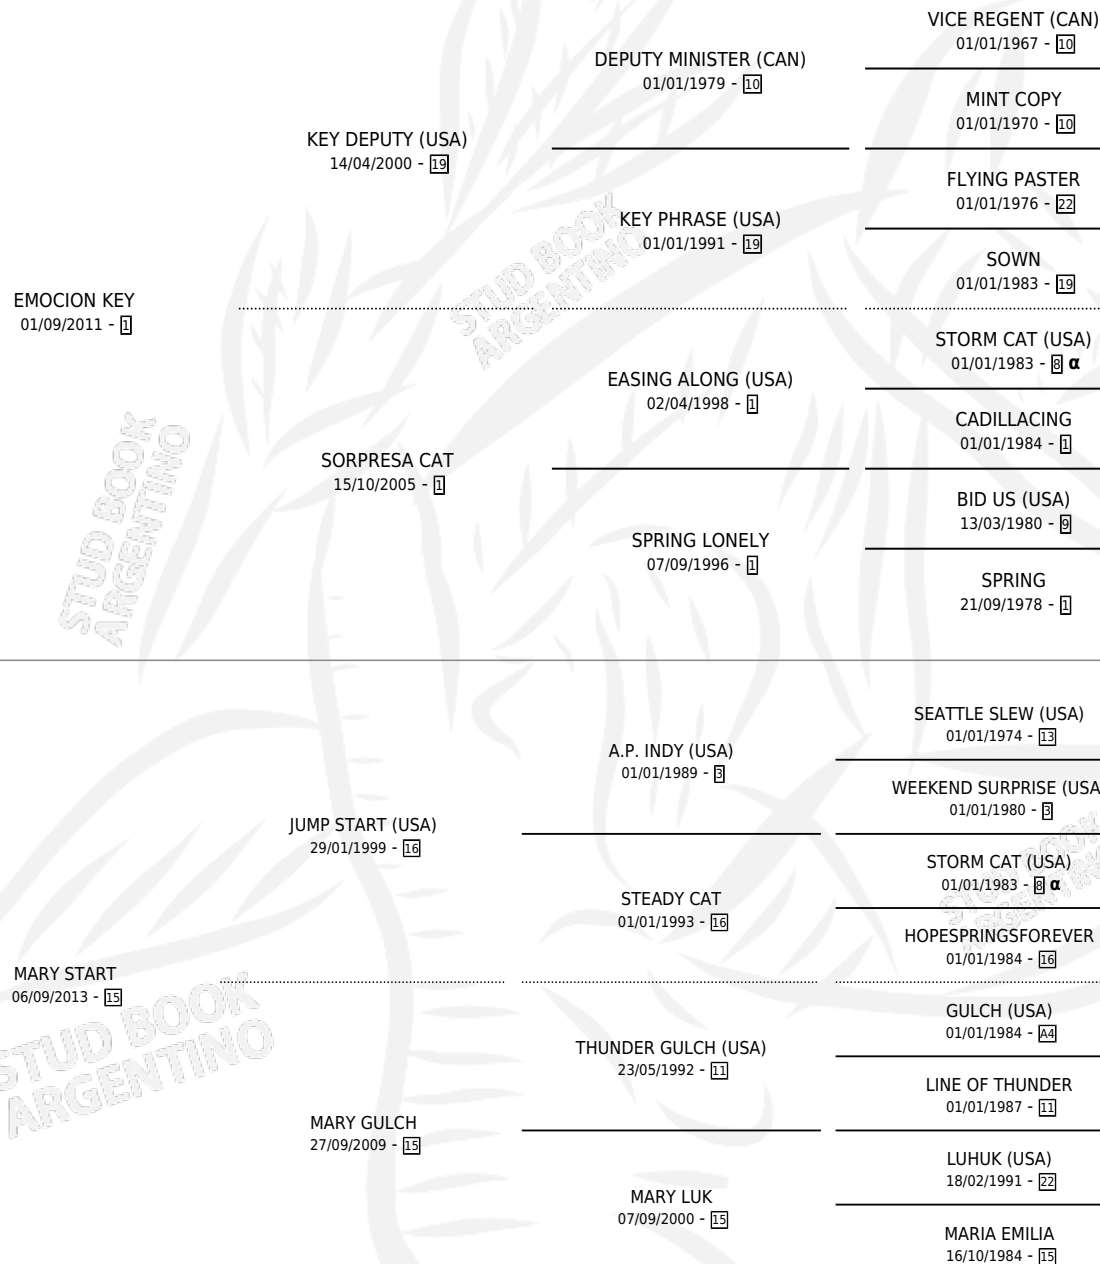 VICE REGENT (CAN)
01/01/1967 - 10
DEPUTY MINISTER (CAN)
01/01/1979 - 10
MINT COPY
01/01/1970 - 10
KEY DEPUTY (USA)
14/04/2000 - 19
FLYING PASTER
01/01/1976 - 22
KEY PHRASE (USA)
01/01/1991 - 19
SOWN
01/01/1983 - 19
EMOCION KEY
01/09/2011 - 1
STORM CAT (USA)
01/01/1983 - 8 α
EASING ALONG (USA)
02/04/1998 - 1
CADILLACING
01/01/1984 - 1
SORPRESA CAT
15/10/2005 - 1
BID US (USA)
13/03/1980 - 9
SPRING LONELY
07/09/1996 - 1
SPRING
21/09/1978 - 1
SEATTLE SLEW (USA)
01/01/1974 - 13
A.P. INDY (USA)
01/01/1989 - 3
WEEKEND SURPRISE (USA
01/01/1980 - 3
JUMP START (USA)
29/01/1999 - 16
STORM CAT (USA)
01/01/1983 - 8 α
STEADY CAT
01/01/1993 - 16
HOPESPRINGSFOREVER
01/01/1984 - 16
MARY START
06/09/2013 - 15
GULCH (USA)
01/01/1984 - A4
THUNDER GULCH (USA)
23/05/1992 - 11
LINE OF THUNDER
01/01/1987 - 11
MARY GULCH
27/09/2009 - 15
LUHUK (USA)
18/02/1991 - 22
MARY LUK
07/09/2000 - 15
MARIA EMILIA
16/10/1984 - 15
STUD BOOK
ARGENTINO
STUD BOOK
ARGENTINO
STUD BOOK
ARGENTINO
STUD BOOK
ARGENTINO